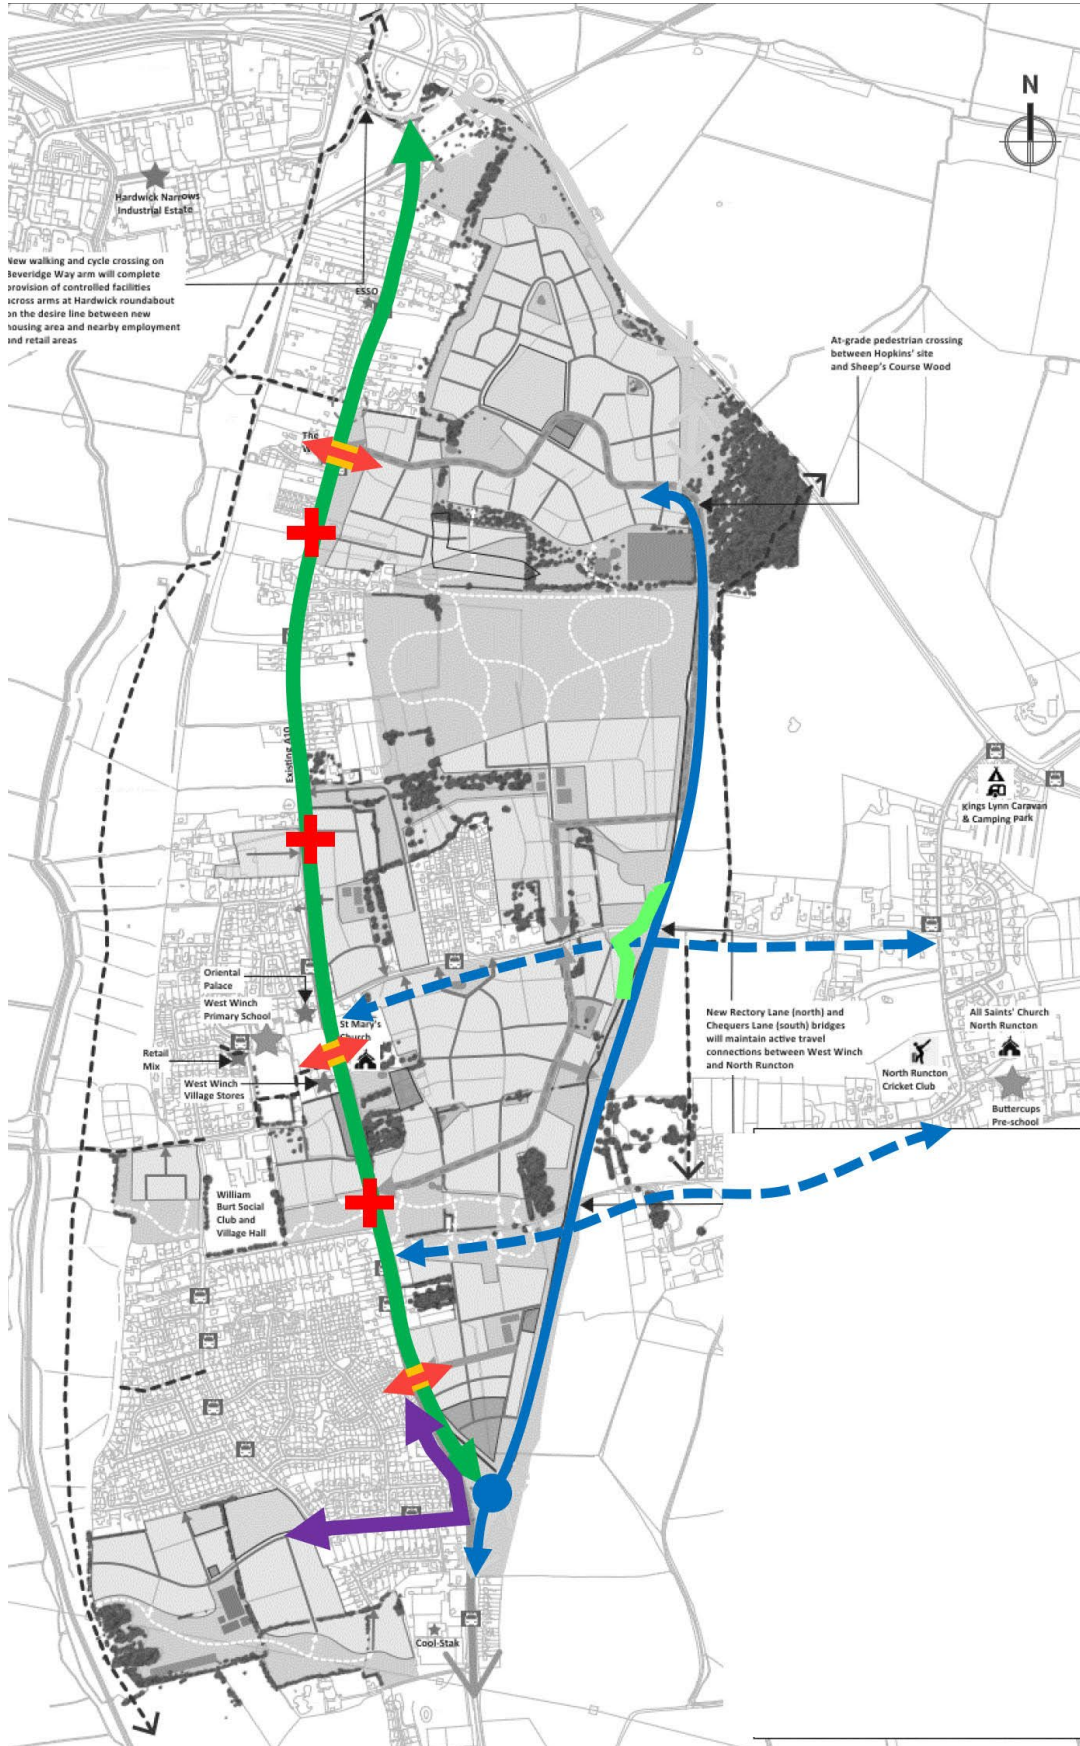 N
Hardwick Narrows
Industrial Estate
New walking and cycle crossing on
Beveridge Way arm will complete
provision of controlled facilities
across arms at Hardwick roundabout
on the desire line between new
housing area and nearby employment
and retail areas
ESSO
At-grade pedestrian crossing
between Hopkins' site
and Sheep's Course Wood
The
Existing A10
Kings Lynn Caravan
& Camping Park
Oriental
Palace
West Winch
Primary School
Retail
Mix
West Winch
Village Stores
St Mary's
Church
New Rectory Lane (north) and
Chequers Lane (south) bridges
will maintain active travel
connections between West Winch
and North Runcton
All Saints' Church
North Runcton
North Runcton
Cricket Club
Buttercups
Pre-school
William
Burt Social
Club and
Village Hall
Cool-Stak